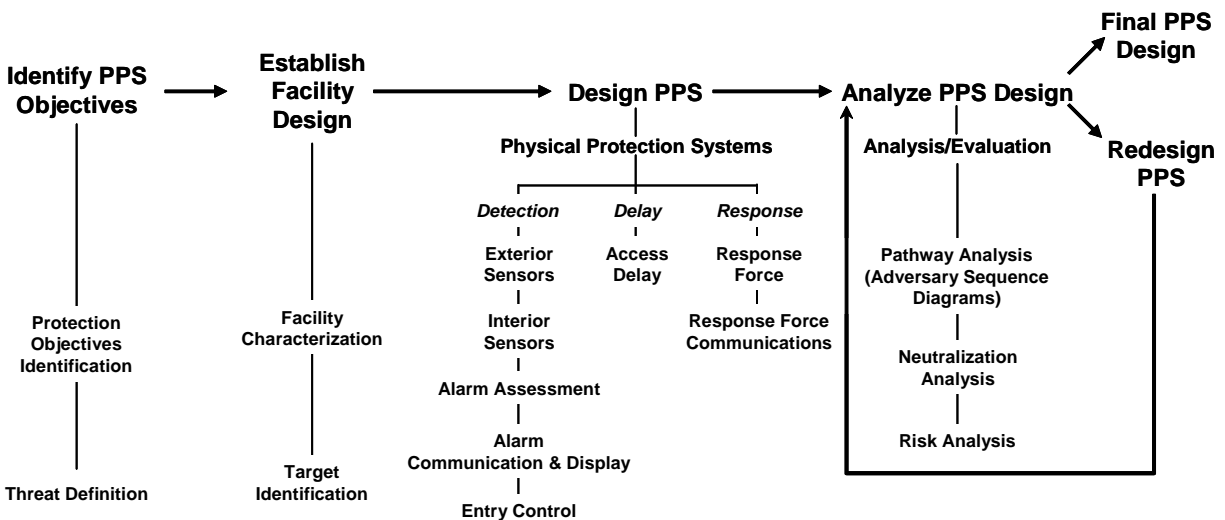 Identify PPS
Objectives
Protection
Objectives
Identification
Threat Definition
Establish
Facility
Design
Facility
Characterization
Target
Identification
Design PPS
Physical Protection Systems
Detection
Exterior
Sensors
Interior
Sensors
Alarm Assessment
Alarm
Communication & Display
Entry Control
Delay
Access
Delay
Response
Response
Force
Response Force
Communications
Analyze PPS Design
Analysis/Evaluation
Pathway Analysis
(Adversary Sequence
Diagrams)
Neutralization
Analysis
Risk Analysis
Final PPS
Design
Redesign
PPS